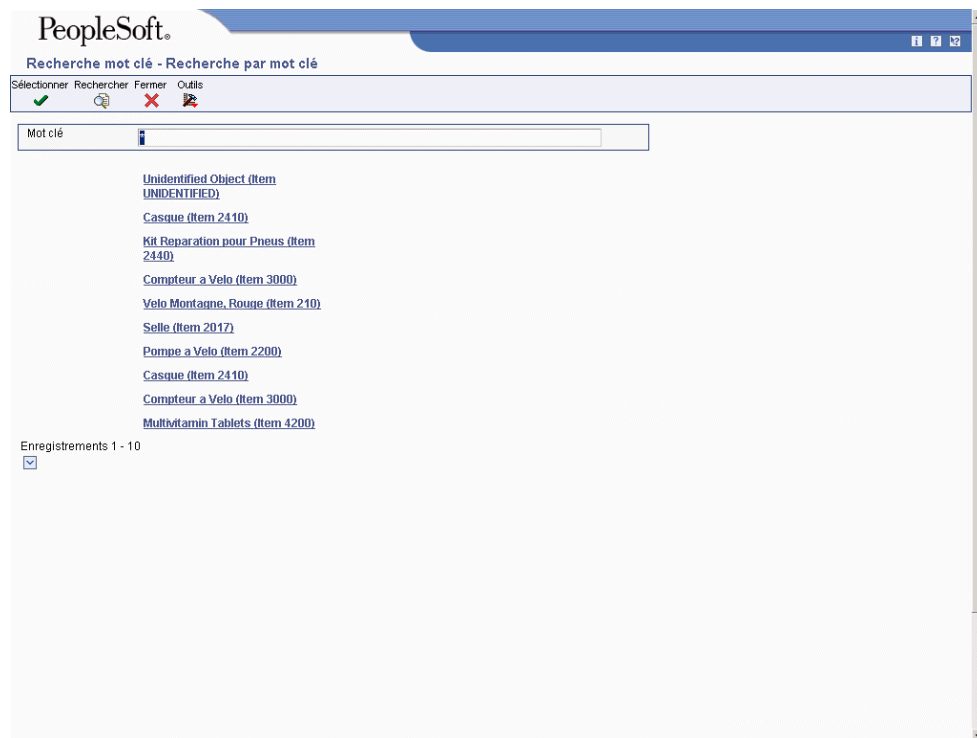 PeopleSoft®
Recherche mot clé - Recherche par mot clé
Sélectionner Rechercher Fermer Outils
Mot clé *
Unidentified Object (Item
UNIDENTIFIED)
Casque (Item 2410)
Kit Reparation pour Pneus (Item
2440)
Compteur a Velo (Item 3000)
Velo Montagne, Rouge (Item 210)
Selle (Item 2017)
Pompe a Velo (Item 2200)
Casque (Item 2410)
Compteur a Velo (Item 3000)
Multivitamin Tablets (Item 4200)
Enregistrements 1 - 10